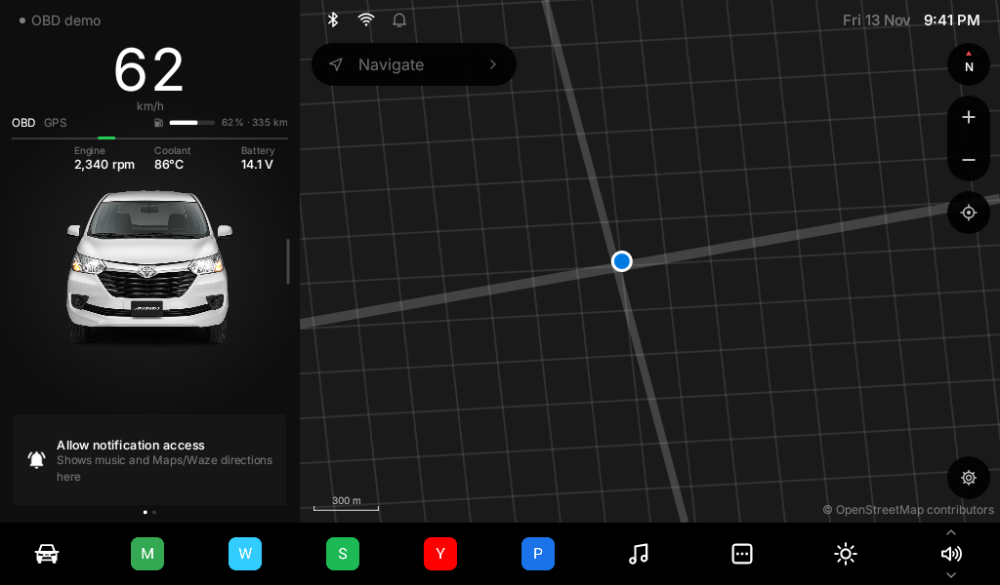 OBD demo
62
km/h
OBD GPS
62% · 335 km
Engine Coolant Battery
2,340 rpm 86°C 14.1 V
Allow notification access
Shows music and Maps/Waze directions
here
Fri 13 Nov 9:41 PM
Navigate
N
+
−
300 m
© OpenStreetMap contributors
M
W
S
Y
P